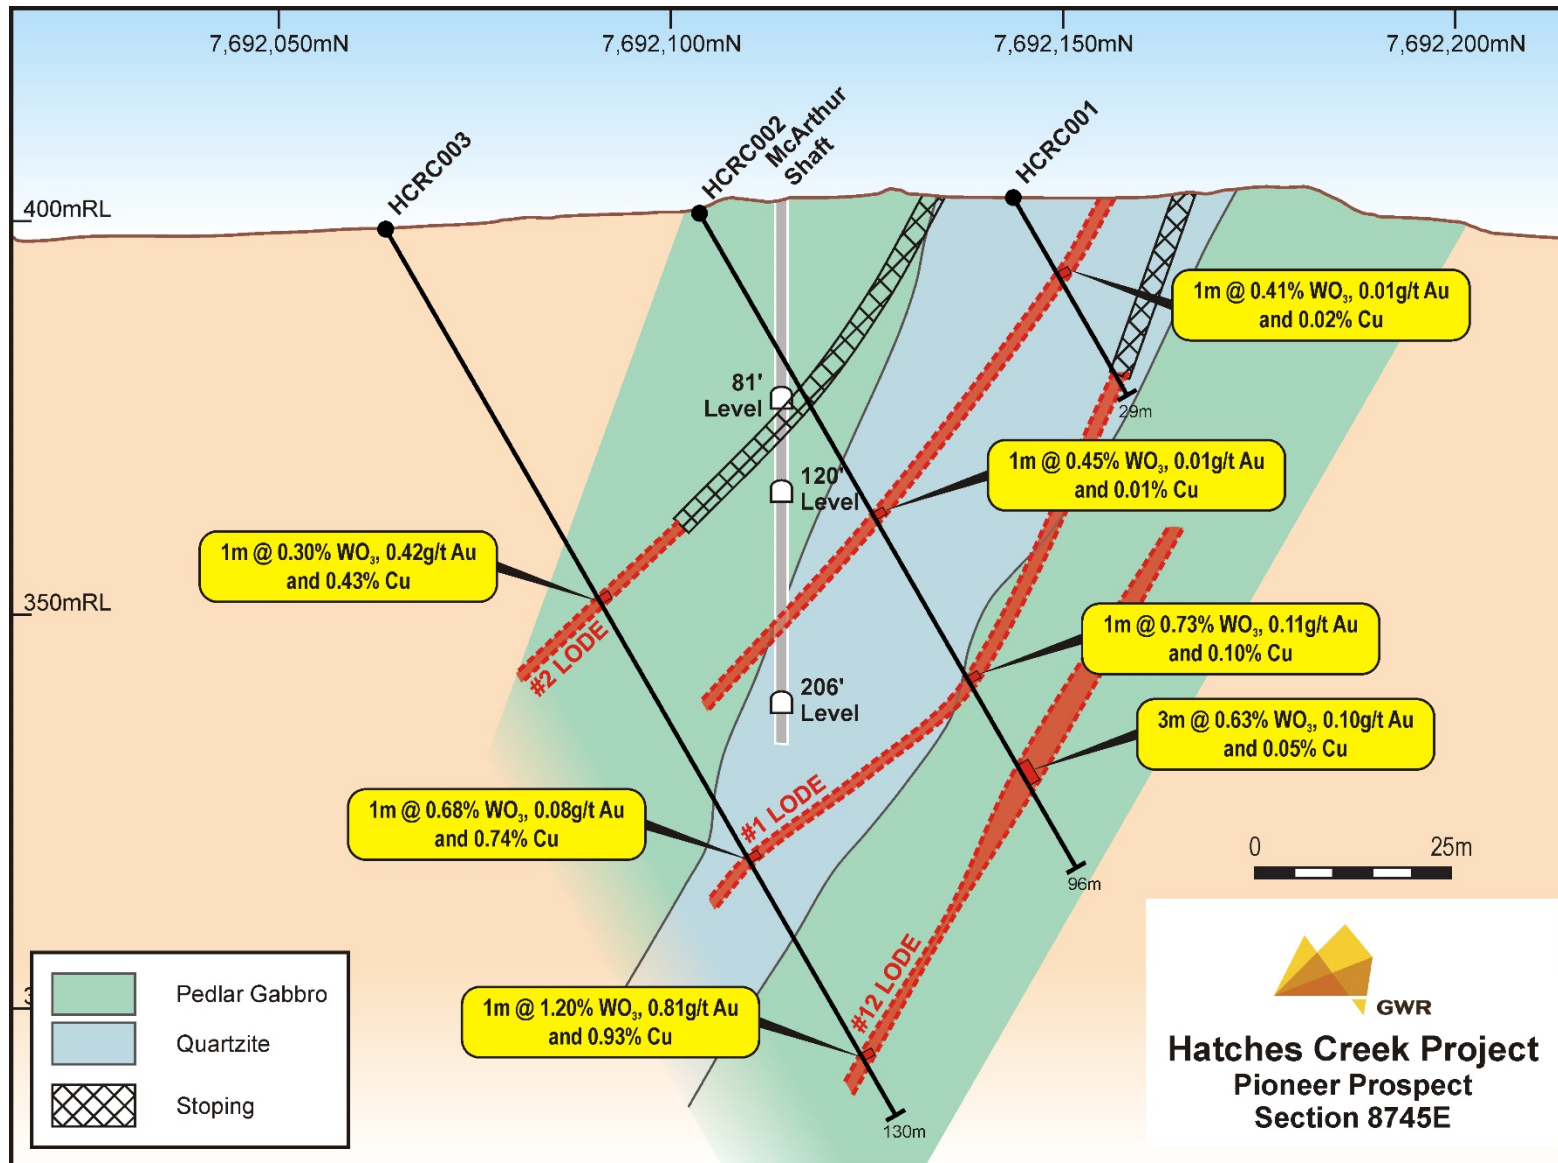 7,692,050mN
7,692,100mN
7,692,150mN
7,692,200mN
HCRC003
HCRC002
McArthur
Shaft
HCRC001
400mRL
1m @ 0.41% WO₃, 0.01g/t Au
and 0.02% Cu
81'
Level
29m
1m @ 0.45% WO₃, 0.01g/t Au
and 0.01% Cu
120'
Level
1m @ 0.30% WO₃, 0.42g/t Au
and 0.43% Cu
350mRL
#2 LODE
1m @ 0.73% WO₃, 0.11g/t Au
and 0.10% Cu
206'
Level
3m @ 0.63% WO₃, 0.10g/t Au
and 0.05% Cu
#1 LODE
1m @ 0.68% WO₃, 0.08g/t Au
and 0.74% Cu
0 25m
96m
#12 LODE
1m @ 1.20% WO₃, 0.81g/t Au
and 0.93% Cu
130m
Pedlar Gabbro
Quartzite
Stoping
GWR
Hatches Creek Project
Pioneer Prospect
Section 8745E